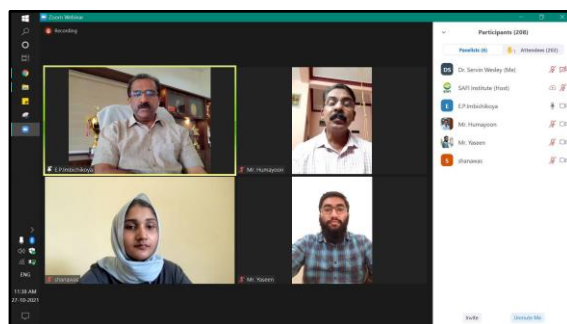 Zoom Webinar
Recording
E.P.Imbichikoya
Mr. Humayoon
shanawas
Mr. Yaseen
Participants (208)
Panelists (6)
Attendees (202)
DS
Dr. Servin Wesley (Me)
SAFI Institute (Host)
E
E.P.Imbichikoya
Mr. Humayoon
Mr. Yaseen
S
shanawas
Invite
Unmute Me
ENG
11:38 AM
27-10-2021